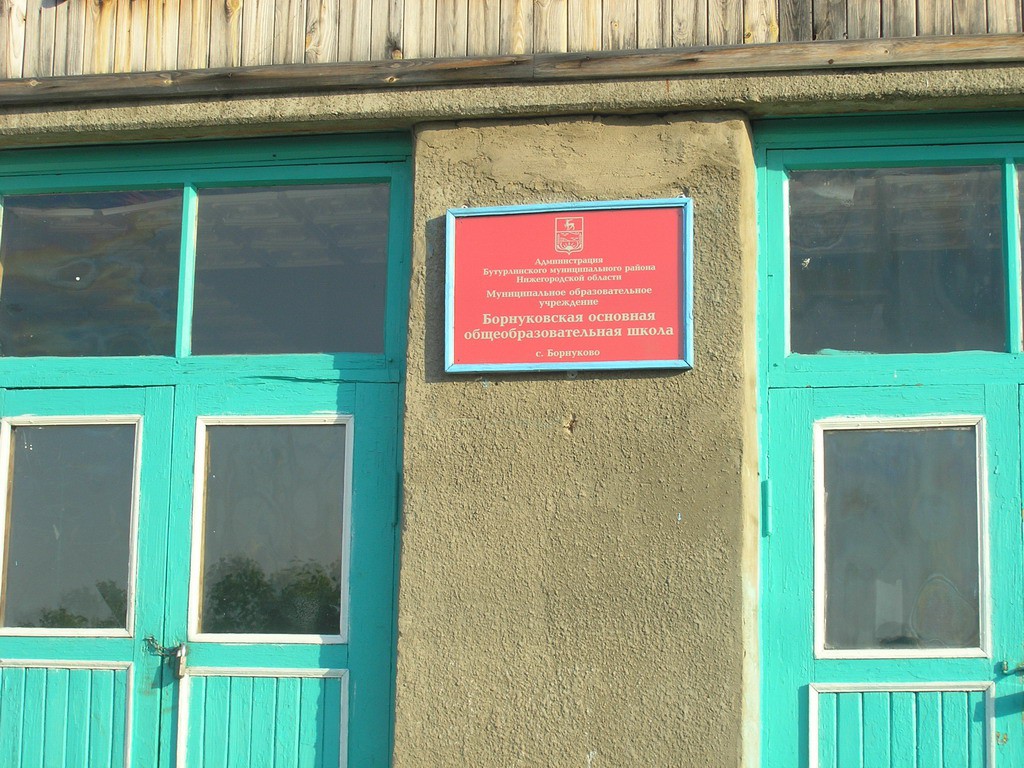 Администрация
Бутурлинского муниципального района
Нижегородской области
Муниципальное образовательное
учреждение
Борнуковская основная
общеобразовательная школа
с. Борнуково